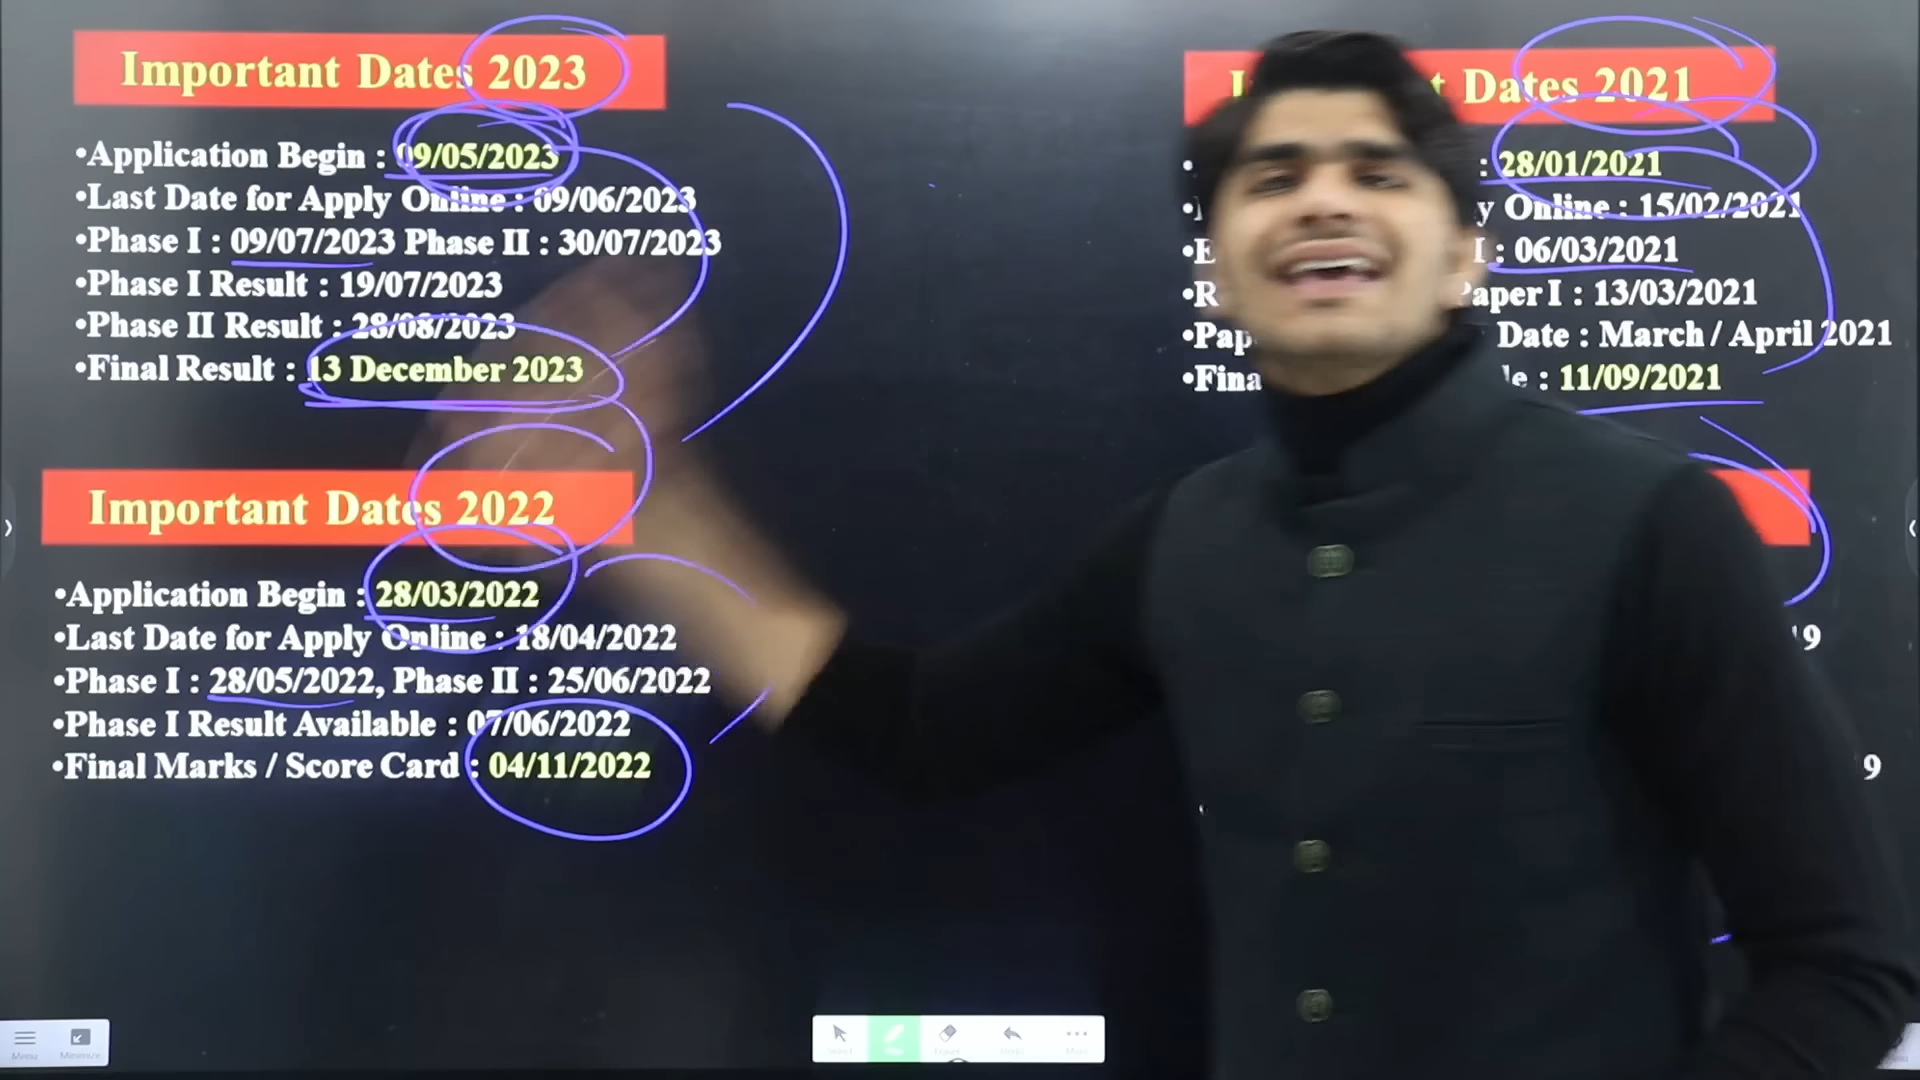 Important Dates 2023
•Application Begin : 09/05/2023
•Last Date for Apply Online : 09/06/2023
•Phase I : 09/07/2023 Phase II : 30/07/2023
•Phase I Result : 19/07/2023
•Phase II Result : 28/08/2023
•Final Result : 13 December 2023
Important Dates 2022
•Application Begin : 28/03/2022
•Last Date for Apply Online : 18/04/2022
•Phase I : 28/05/2022, Phase II : 25/06/2022
•Phase I Result Available : 07/06/2022
•Final Marks / Score Card : 04/11/2022
Dates 2021
: 28/01/2021
Online : 15/02/2021
: 06/03/2021
Paper I : 13/03/2021
Date : March / April 2021
: 11/09/2021
Menu
Minimize
Select
More